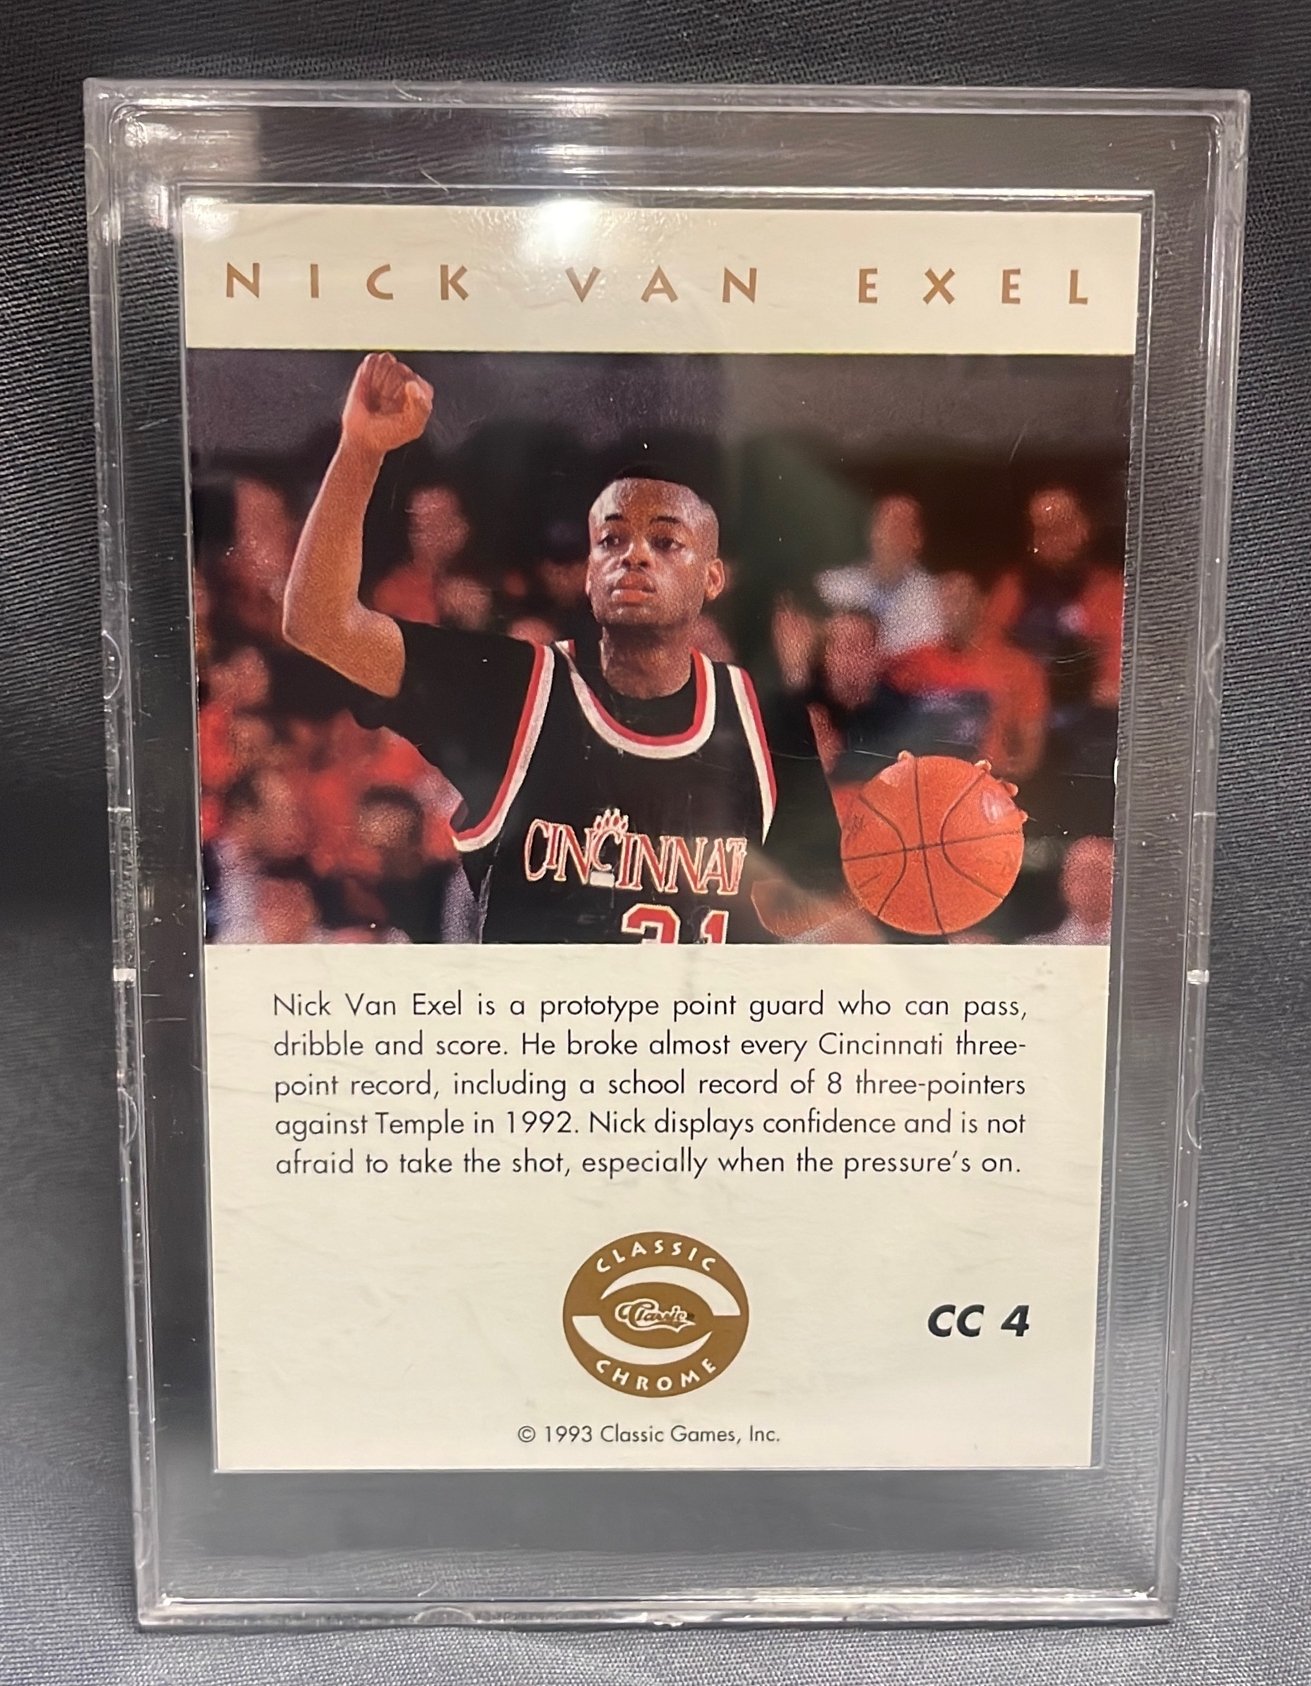 NICK VAN EXEL
CINCINNATI
31
Nick Van Exel is a prototype point guard who can pass,
dribble and score. He broke almost every Cincinnati three-
point record, including a school record of 8 three-pointers
against Temple in 1992. Nick displays confidence and is not
afraid to take the shot, especially when the pressure's on.
CLASSIC
Classic
CHROME
CC 4
© 1993 Classic Games, Inc.